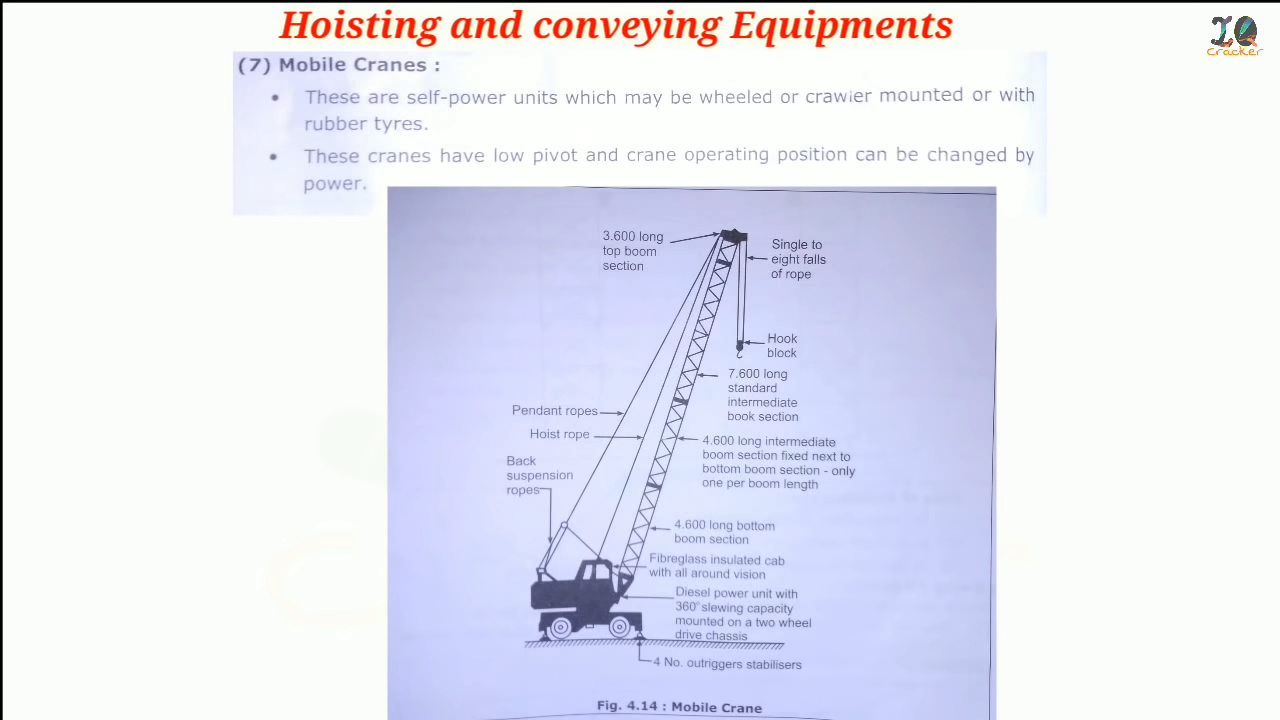 Hoisting and conveying Equipments
IQ
Cracker
(7) Mobile Cranes :
• These are self-power units which may be wheeled or crawler mounted or with
rubber tyres.
• These cranes have low pivot and crane operating position can be changed by
power.
3.600 long
top boom
section
Single to
eight falls
of rope
Hook
block
7.600 long
standard
intermediate
book section
Pendant ropes
Hoist rope
4.600 long intermediate
boom section fixed next to
bottom boom section - only
one per boom length
Back
suspension
ropes
4.600 long bottom
boom section
Fibreglass insulated cab
with all around vision
Diesel power unit with
360° slewing capacity
mounted on a two wheel
drive chassis
4 No. outriggers stabilisers
Fig. 4.14 : Mobile Crane